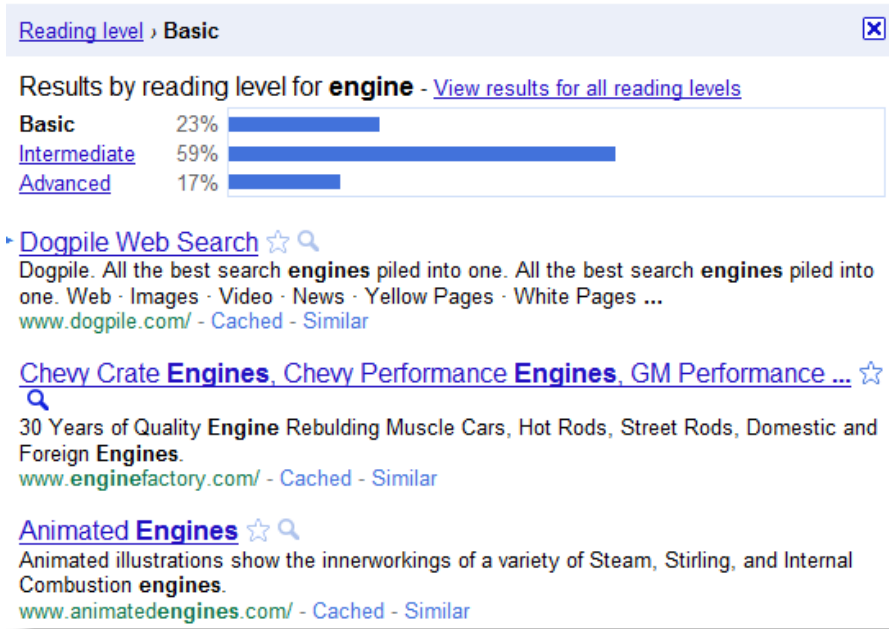 Reading level › Basic
Results by reading level for engine - View results for all reading levels
Basic 23%
Intermediate 59%
Advanced 17%
Dogpile Web Search
Dogpile. All the best search engines piled into one. All the best search engines piled into
one. Web · Images · Video · News · Yellow Pages · White Pages ...
www.dogpile.com/ - Cached - Similar
Chevy Crate Engines, Chevy Performance Engines, GM Performance ...
30 Years of Quality Engine Rebulding Muscle Cars, Hot Rods, Street Rods, Domestic and
Foreign Engines.
www.enginefactory.com/ - Cached - Similar
Animated Engines
Animated illustrations show the innerworkings of a variety of Steam, Stirling, and Internal
Combustion engines.
www.animatedengines.com/ - Cached - Similar